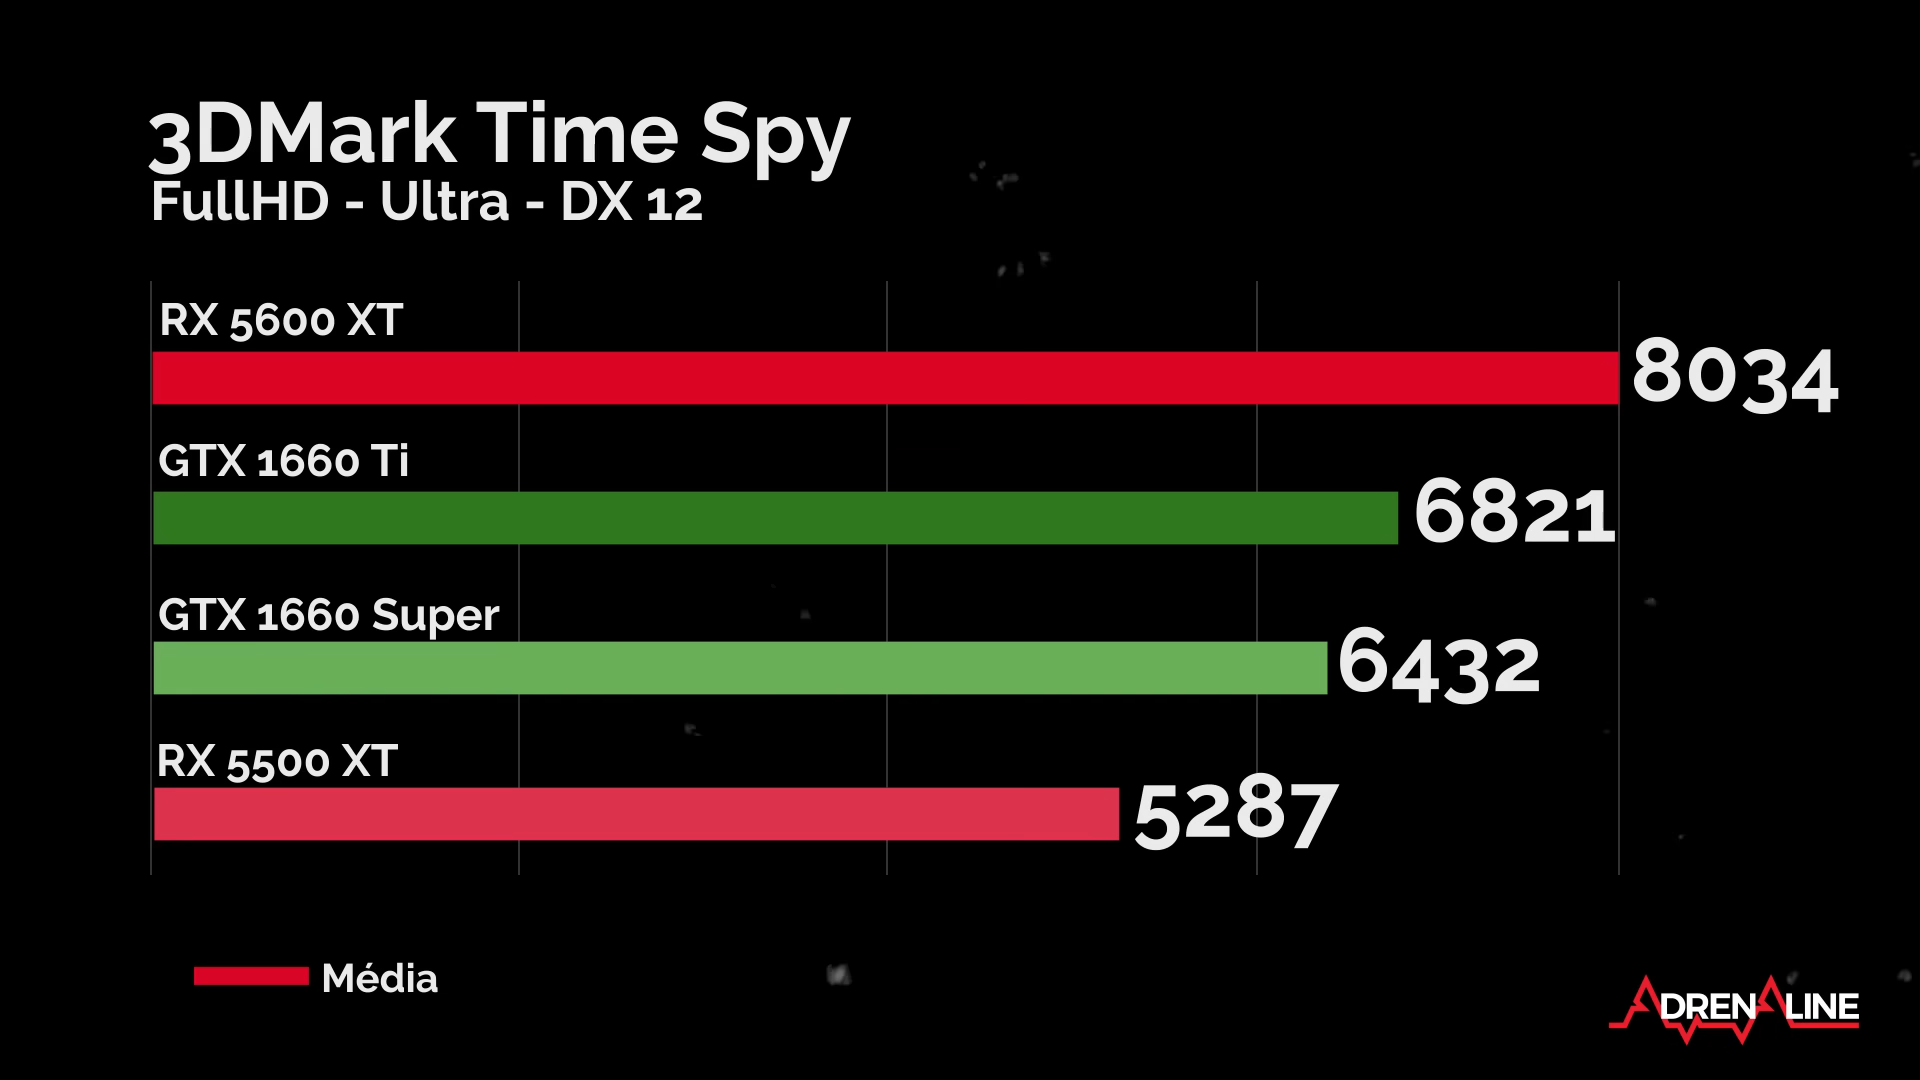 3DMark Time Spy
FullHD - Ultra - DX 12
RX 5600 XT
8034
GTX 1660 Ti
6821
GTX 1660 Super
6432
RX 5500 XT
5287
Média
ADRENALINE